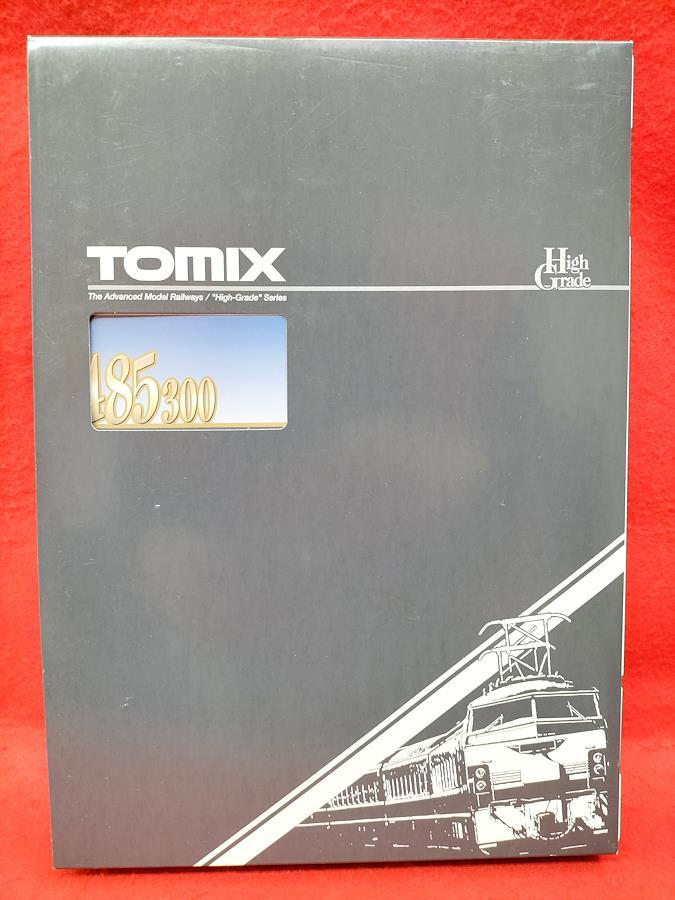 TOMIX
High
Grade
The Advanced Model Railways / "High-Grade" Series
485 300